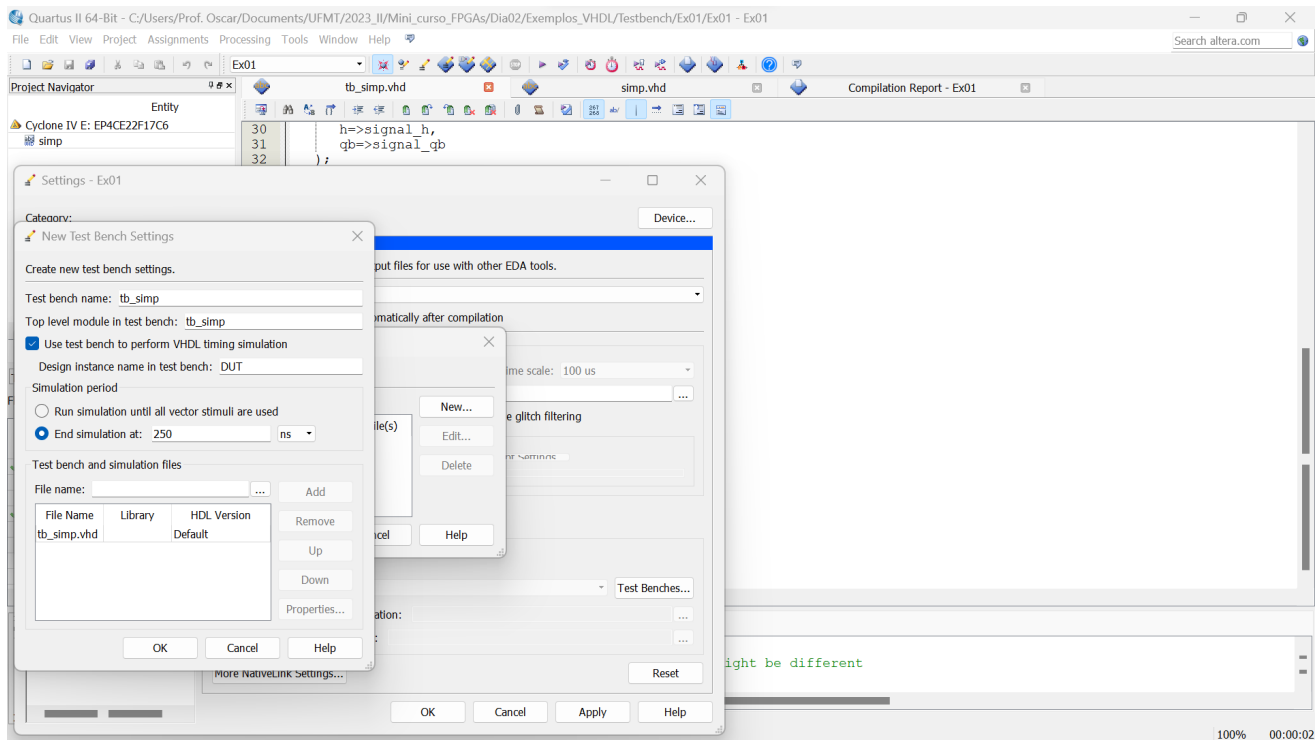 Quartus II 64-Bit - C:/Users/Prof. Oscar/Documents/UFMT/2023_II/Mini_curso_FPGAs/Dia02/Exemplos_VHDL/Testbench/Ex01/Ex01 - Ex01
File Edit View Project Assignments Processing Tools Window Help
Search altera.com
Ex01
Project Navigator
tb_simp.vhd
simp.vhd
Compilation Report - Ex01
Entity
Cyclone IV E: EP4CE22F17C6
simp
267
268
ab/
30 h=>signal_h,
31 qb=>signal_qb
32 );
Settings - Ex01
Category:
Device...
New Test Bench Settings
Create new test bench settings.
put files for use with other EDA tools.
Test bench name: tb_simp
Top level module in test bench: tb_simp
omatically after compilation
Use test bench to perform VHDL timing simulation
Design instance name in test bench: DUT
ime scale: 100 us
...
Simulation period
Run simulation until all vector stimuli are used
End simulation at: 250 ns
New...
e glitch filtering
ile(s)
Edit...
Delete
Test bench and simulation files
File name:
...
Add
File Name Library HDL Version
tb_simp.vhd Default
Remove
Up
Down
Properties...
ncel
Help
Test Benches...
ation:
...
:
...
OK Cancel Help
More NativeLink Settings...
Reset
ight be different
OK Cancel Apply Help
100% 00:00:02